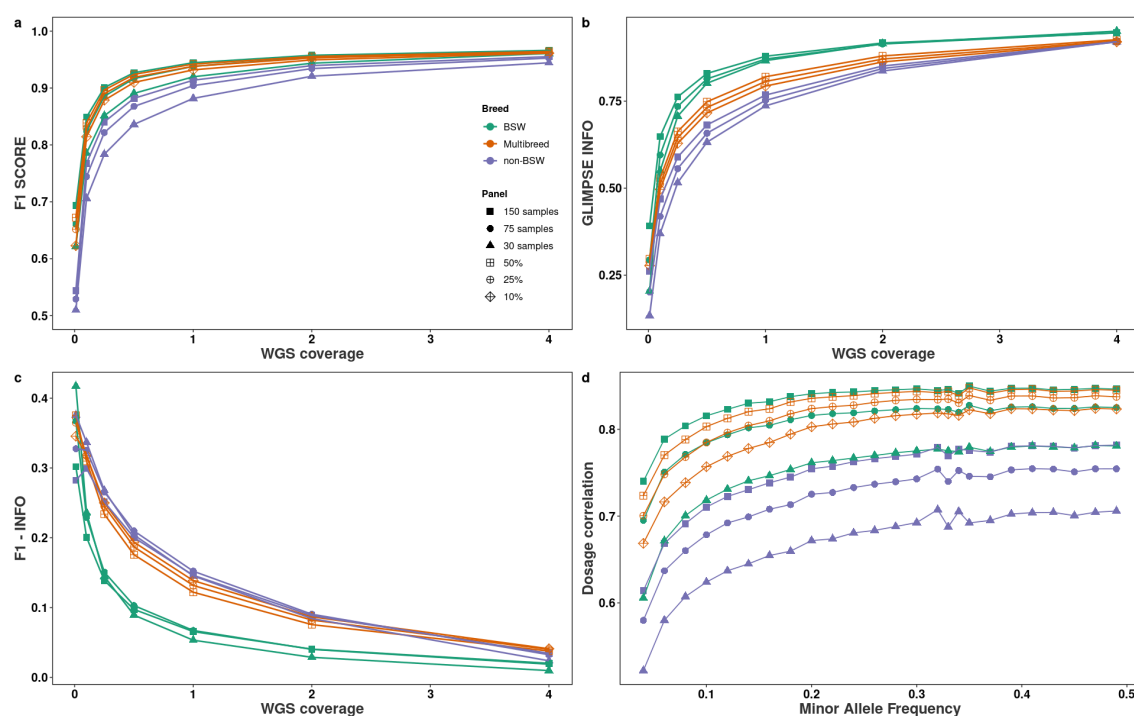 a
F1 SCORE
1.0
0.9
0.8
0.7
0.6
0.5
0
1
2
3
4
WGS coverage
Breed
BSW
Multibreed
non-BSW
Panel
150 samples
75 samples
30 samples
50%
25%
10%
b
GLIMPSE INFO
0.75
0.50
0.25
0
1
2
3
4
WGS coverage
c
F1 - INFO
0.4
0.3
0.2
0.1
0.0
0
1
2
3
4
WGS coverage
d
Dosage correlation
0.8
0.7
0.6
0.1
0.2
0.3
0.4
0.5
Minor Allele Frequency